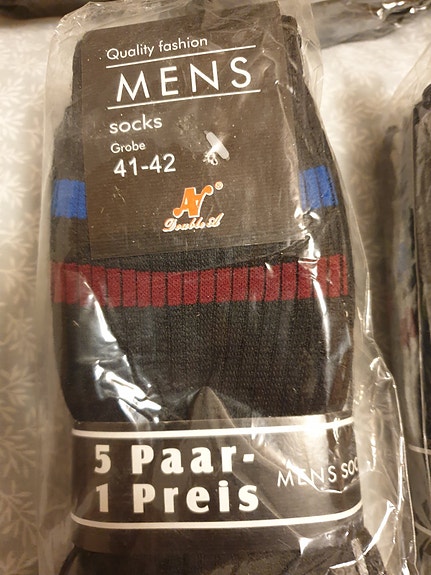 Quality fashion
MENS
socks
Grobe
41-42
®
Double A
5 Paar-
1 Preis
MENS SOC